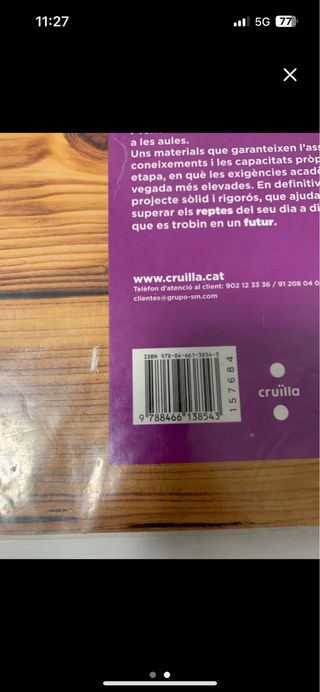 11:27
5G
77
a les aules.
Uns materials que garanteixen l'ass
coneixements i les capacitats pròp
etapa, en què les exigències acadè
vegada més elevades. En definitiv
projecte sòlid i rigorós, que ajuda
superar els reptes del seu dia a di
que es trobin en un futur.
www.cruilla.cat
Telèfon d'atenció al client: 902 12 33 36 / 91 208 04 0
clientes@grupo-sm.com
ISBN 978-84-661-3854-3
9 788466 138543
157684
cruïlla